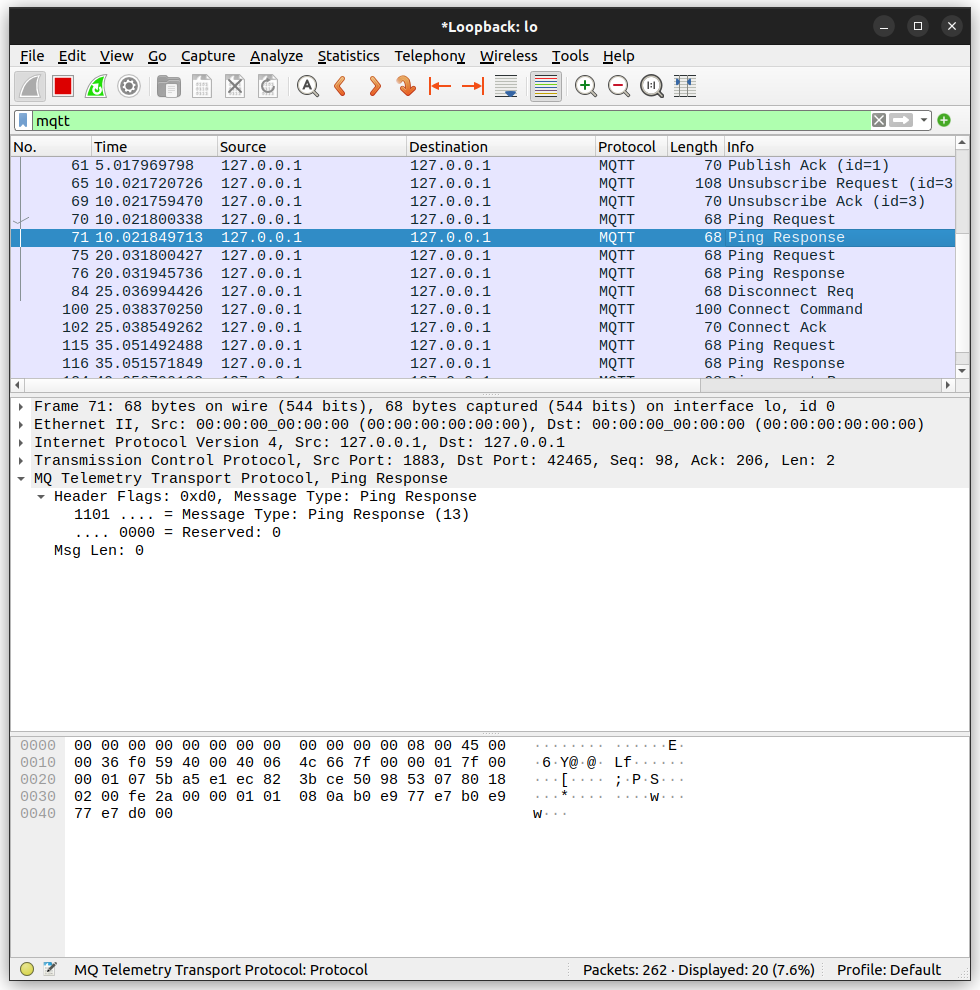 *Loopback: lo
File Edit View Go Capture Analyze Statistics Telephony Wireless Tools Help
mqtt
No. Time Source Destination Protocol Length Info
61 5.017969798 127.0.0.1 127.0.0.1 MQTT 70 Publish Ack (id=1)
65 10.021720726 127.0.0.1 127.0.0.1 MQTT 108 Unsubscribe Request (id=3
69 10.021759470 127.0.0.1 127.0.0.1 MQTT 70 Unsubscribe Ack (id=3)
70 10.021800338 127.0.0.1 127.0.0.1 MQTT 68 Ping Request
71 10.021849713 127.0.0.1 127.0.0.1 MQTT 68 Ping Response
75 20.031800427 127.0.0.1 127.0.0.1 MQTT 68 Ping Request
76 20.031945736 127.0.0.1 127.0.0.1 MQTT 68 Ping Response
84 25.036994426 127.0.0.1 127.0.0.1 MQTT 68 Disconnect Req
100 25.038370250 127.0.0.1 127.0.0.1 MQTT 100 Connect Command
102 25.038549262 127.0.0.1 127.0.0.1 MQTT 70 Connect Ack
115 35.051492488 127.0.0.1 127.0.0.1 MQTT 68 Ping Request
116 35.051571849 127.0.0.1 127.0.0.1 MQTT 68 Ping Response
Frame 71: 68 bytes on wire (544 bits), 68 bytes captured (544 bits) on interface lo, id 0
Ethernet II, Src: 00:00:00_00:00:00 (00:00:00:00:00:00), Dst: 00:00:00_00:00:00 (00:00:00:00:00:00)
Internet Protocol Version 4, Src: 127.0.0.1, Dst: 127.0.0.1
Transmission Control Protocol, Src Port: 1883, Dst Port: 42465, Seq: 98, Ack: 206, Len: 2
MQ Telemetry Transport Protocol, Ping Response
Header Flags: 0xd0, Message Type: Ping Response
1101 .... = Message Type: Ping Response (13)
.... 0000 = Reserved: 0
Msg Len: 0
0000 00 00 00 00 00 00 00 00 00 00 00 00 08 00 45 00 ········ ······E·
0010 00 36 f0 59 40 00 40 06 4c 66 7f 00 00 01 7f 00 ·6·Y@·@· Lf······
0020 00 01 07 5b a5 e1 ec 82 3b ce 50 98 53 07 80 18 ···[···· ;·P·S···
0030 02 00 fe 2a 00 00 01 01 08 0a b0 e9 77 e7 b0 e9 ···*···· ····w···
0040 77 e7 d0 00 w···
MQ Telemetry Transport Protocol: Protocol Packets: 262 · Displayed: 20 (7.6%) Profile: Default